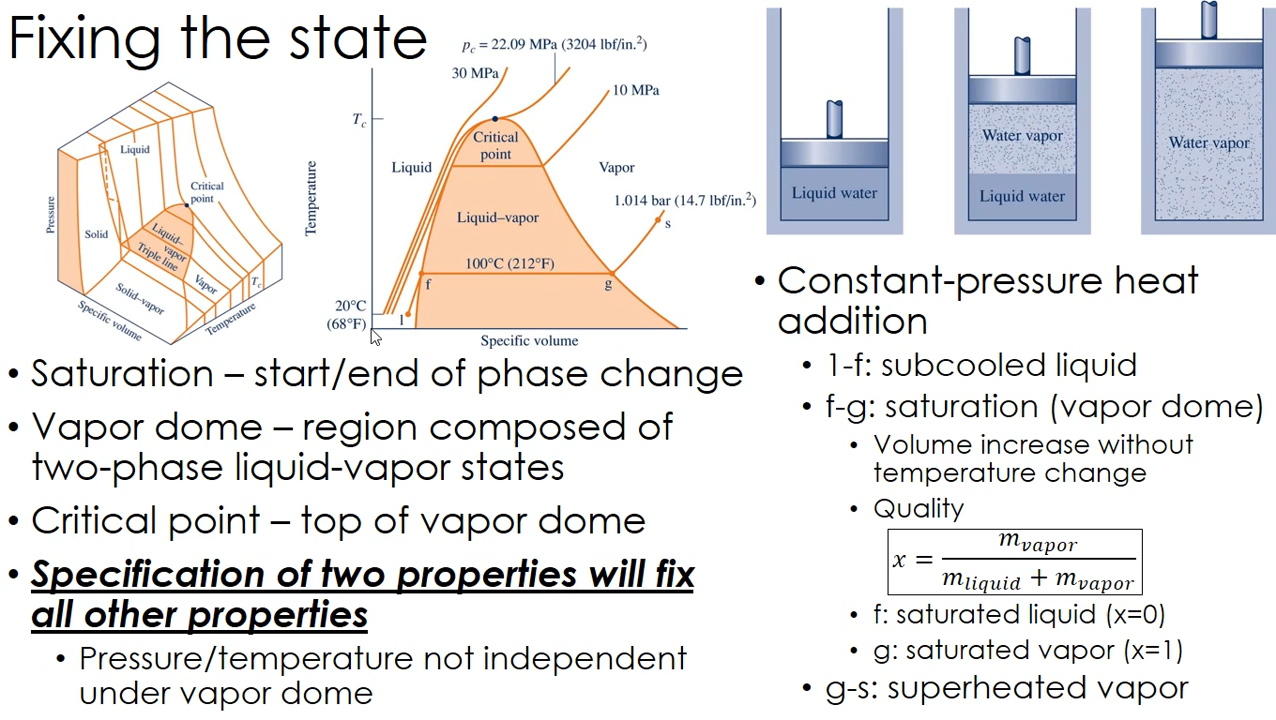 Fixing the state
Pressure
Liquid
Critical
point
Solid
Liquid–
vapor
Triple line
Vapor
Solid–vapor
T_c
Specific volume
Temperature
p_c = 22.09 MPa (3204 lbf/in.²)
30 MPa
10 MPa
T_c
Critical
point
Liquid
Vapor
Temperature
1.014 bar (14.7 lbf/in.²)
s
Liquid–vapor
100°C (212°F)
f
g
20°C
(68°F)
l
Specific volume
Liquid water
Water vapor
Liquid water
Water vapor
• Saturation – start/end of phase change
• Vapor dome – region composed of
two-phase liquid-vapor states
• Critical point – top of vapor dome
• Specification of two properties will fix
all other properties
• Pressure/temperature not independent
under vapor dome
• Constant-pressure heat
addition
• 1-f: subcooled liquid
• f-g: saturation (vapor dome)
• Volume increase without
temperature change
• Quality
x = m_vapor / (m_liquid + m_vapor)
• f: saturated liquid (x=0)
• g: saturated vapor (x=1)
• g-s: superheated vapor